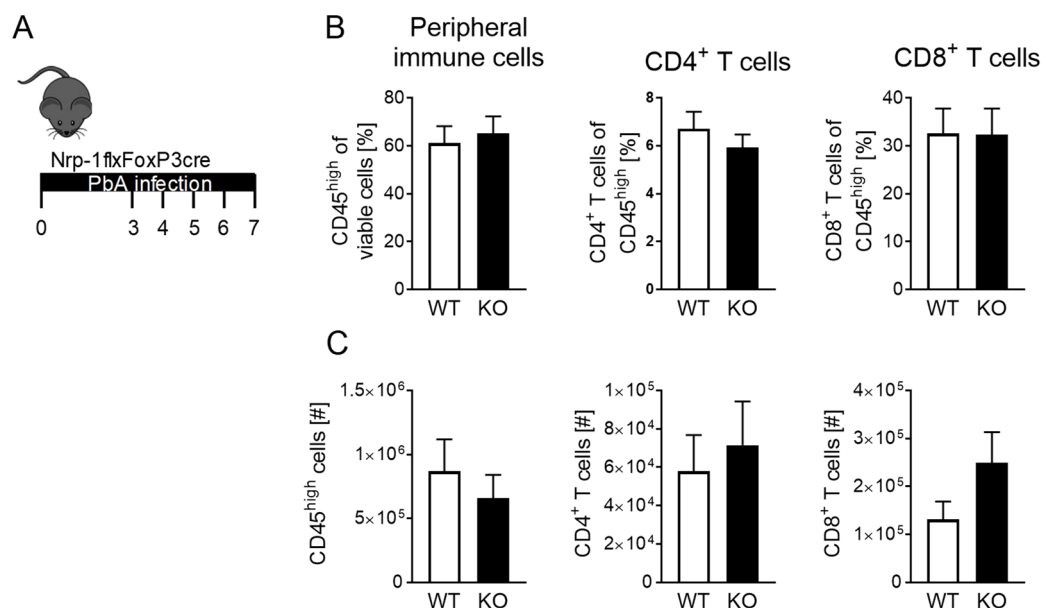 A
Nrp-1flxFoxP3cre
PbA infection
0 3 4 5 6 7
B
Peripheral
immune cells
CD45high of
viable cells [%]
80
60
40
20
0
WT KO
CD4+ T cells
CD4+ T cells of
CD45high [%]
8
6
4
2
0
WT KO
CD8+ T cells
CD8+ T cells of
CD45high [%]
40
30
20
10
0
WT KO
C
CD45high cells [#]
1.5×10⁶
1×10⁶
5×10⁵
0
WT KO
CD4+ T cells [#]
1×10⁵
8×10⁴
6×10⁴
4×10⁴
2×10⁴
0
WT KO
CD8+ T cells [#]
4×10⁵
3×10⁵
2×10⁵
1×10⁵
0
WT KO